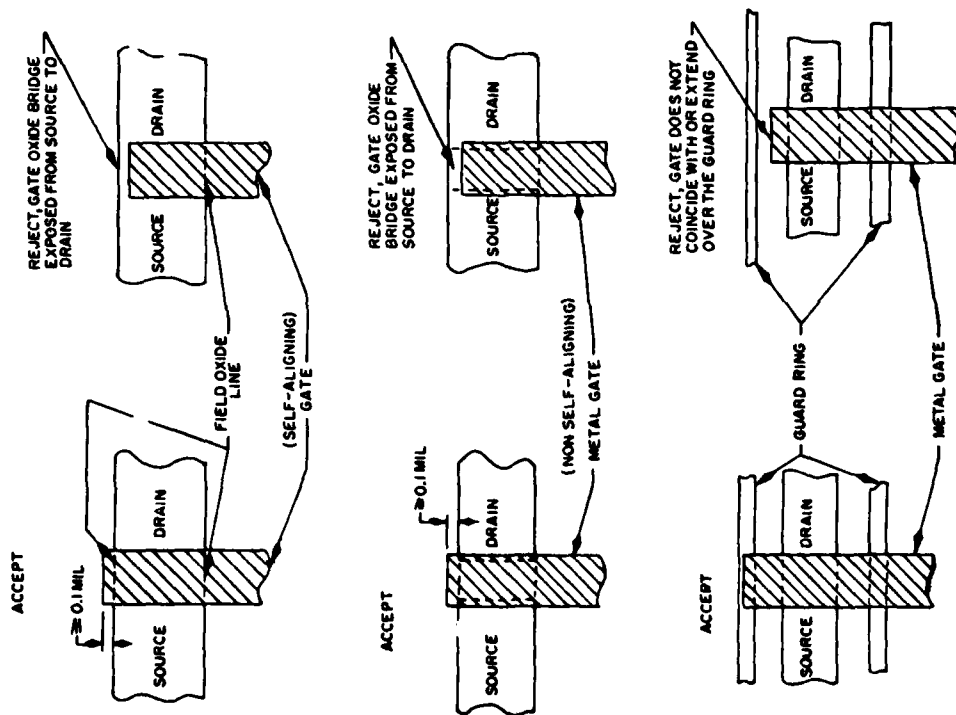 ACCEPT
≥0.1 MIL
SOURCE
DRAIN
FIELD OXIDE
LINE
(SELF-ALIGNING)
GATE
REJECT, GATE OXIDE BRIDGE
EXPOSED FROM SOURCE TO
DRAIN
SOURCE
DRAIN
ACCEPT
≥0.1 MIL
SOURCE
DRAIN
(NON SELF-ALIGNING)
METAL GATE
REJECT, GATE OXIDE
BRIDGE EXPOSED FROM
SOURCE TO DRAIN
SOURCE
DRAIN
ACCEPT
SOURCE
DRAIN
GUARD RING
METAL GATE
REJECT, GATE DOES NOT
COINCIDE WITH OR EXTEND
OVER THE GUARD RING
SOURCE
DRAIN